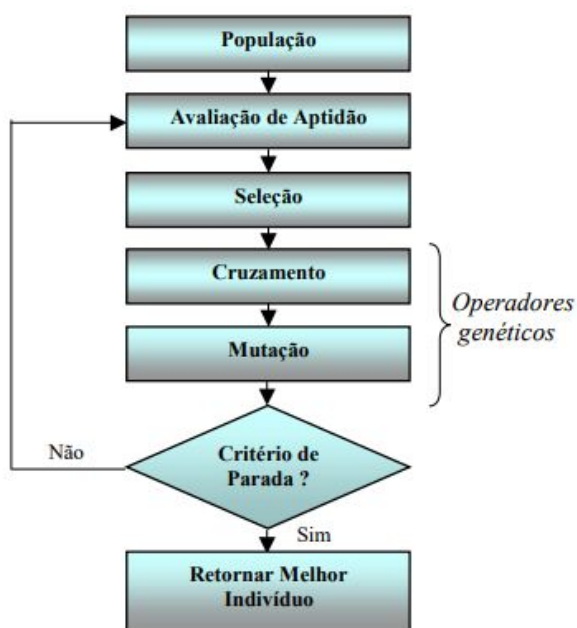 População
Avaliação de Aptidão
Seleção
Cruzamento
Mutação
Operadores
genéticos
Critério de
Parada ?
Não
Sim
Retornar Melhor
Indivíduo